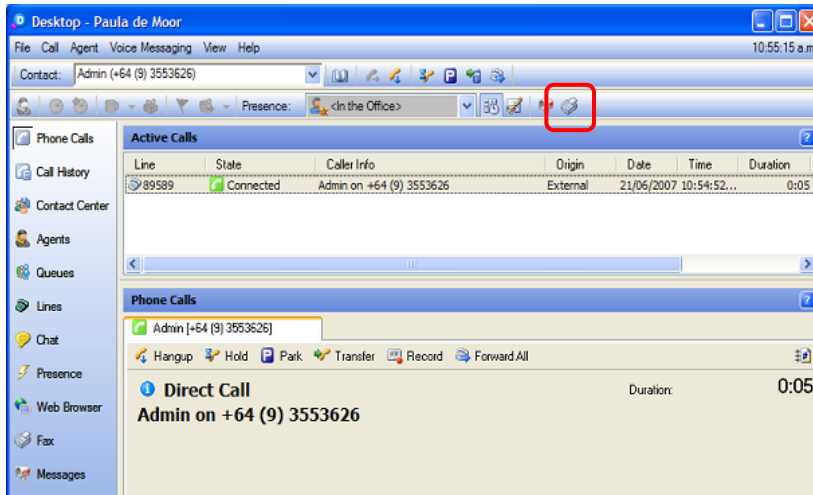 Desktop - Paula de Moor
File Call Agent Voice Messaging View Help 10:55:15 a.m
Contact: Admin (+64 (9) 3553626)
Presence: <In the Office>
Phone Calls
Call History
Contact Center
Agents
Queues
Lines
Chat
Presence
Web Browser
Fax
Messages
Active Calls
Line State Caller Info Origin Date Time Duration
89589 Connected Admin on +64 (9) 3553626 External 21/06/2007 10:54:52... 0:05
Phone Calls
Admin [+64 (9) 3553626]
Hangup Hold Park Transfer Record Forward All
Direct Call Duration: 0:05
Admin on +64 (9) 3553626